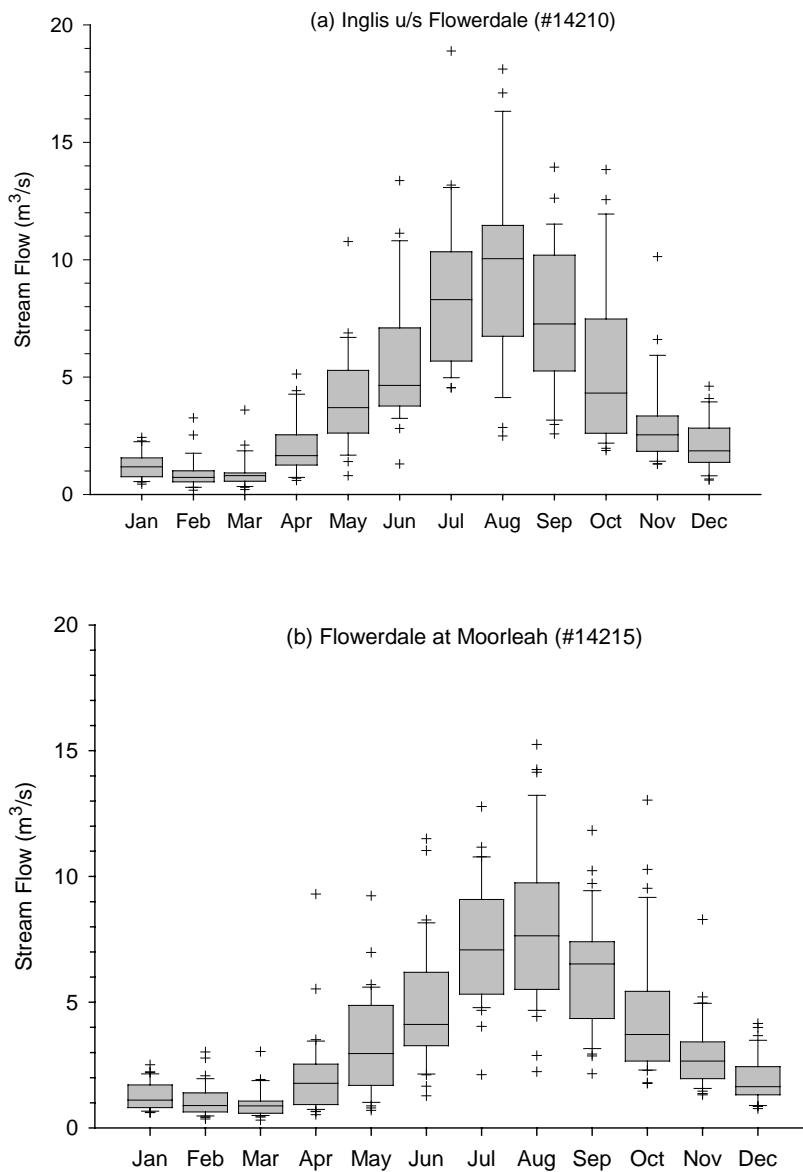 (a) Inglis u/s Flowerdale (#14210)
20
15
10
5
0
Stream Flow (m³/s)
Jan Feb Mar Apr May Jun Jul Aug Sep Oct Nov Dec
(b) Flowerdale at Moorleah (#14215)
20
15
10
5
0
Stream Flow (m³/s)
Jan Feb Mar Apr May Jun Jul Aug Sep Oct Nov Dec